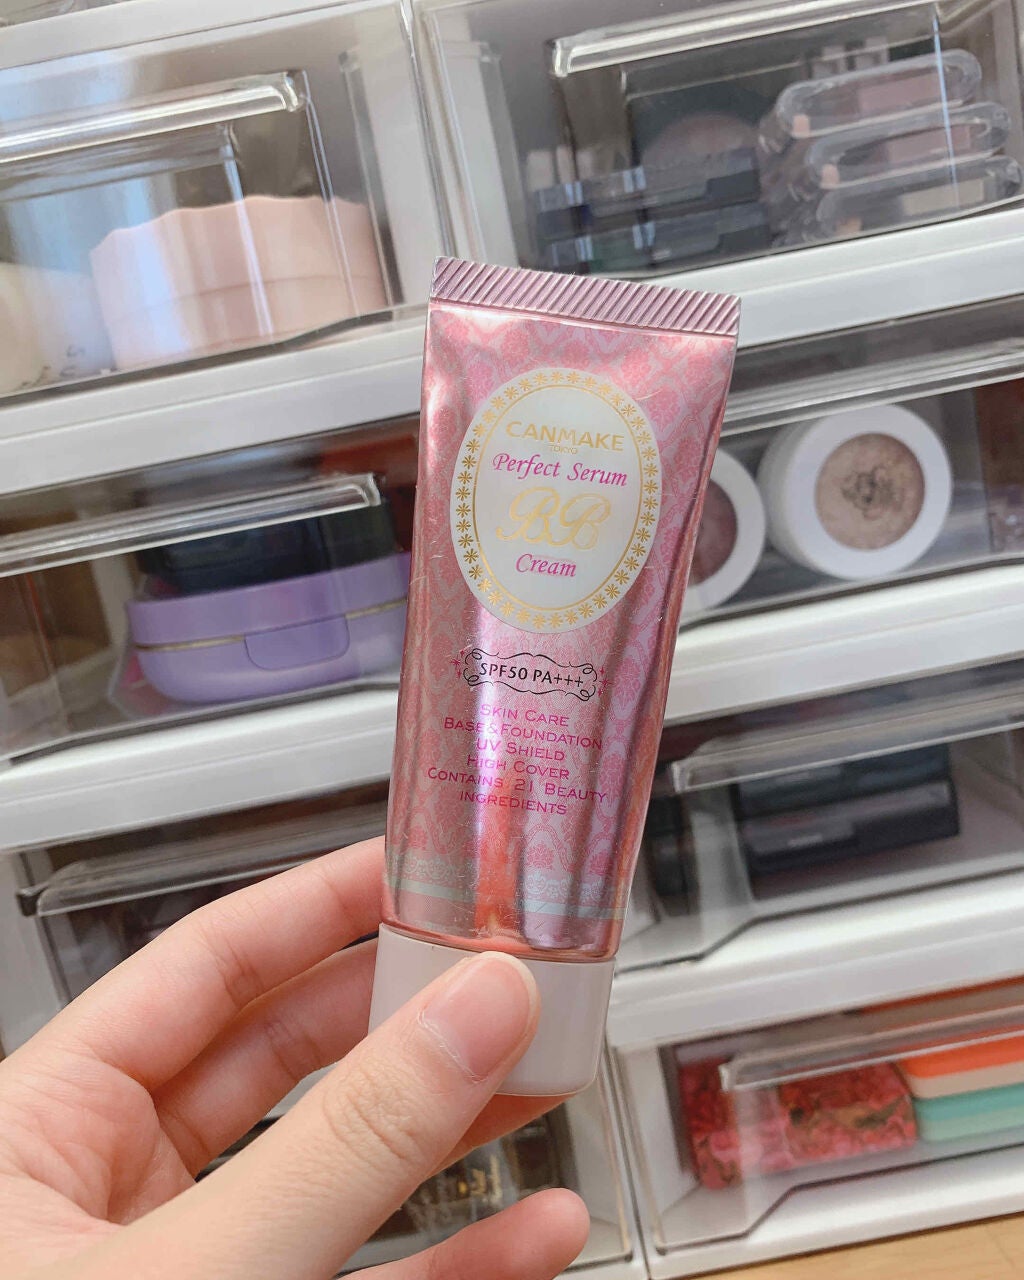 CANMAKE
TOKYO
Perfect Serum
BB
Cream
SPF50 PA+++
SKIN CARE
BASE&FOUNDATION
UV SHIELD
HIGH COVER
CONTAINS 21 BEAUTY
INGREDIENTS